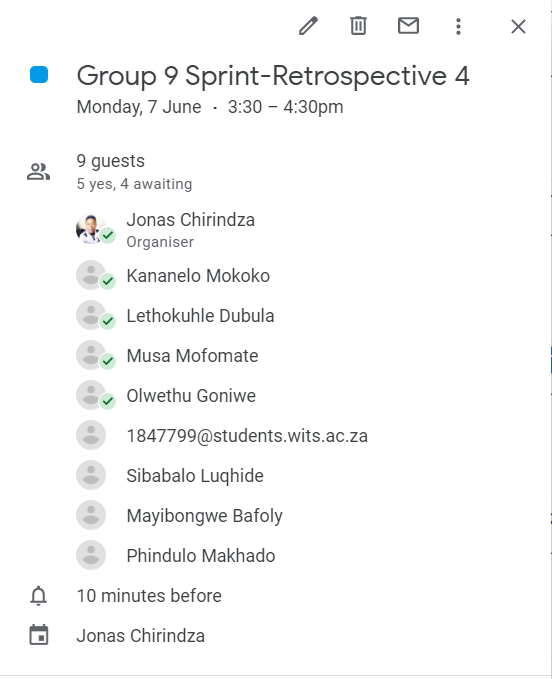 Group 9 Sprint-Retrospective 4
Monday, 7 June · 3:30 – 4:30pm
9 guests
5 yes, 4 awaiting
Jonas Chirindza
Organiser
Kananelo Mokoko
Lethokuhle Dubula
Musa Mofomate
Olwethu Goniwe
1847799@students.wits.ac.za
Sibabalo Luqhide
Mayibongwe Bafoly
Phindulo Makhado
10 minutes before
Jonas Chirindza